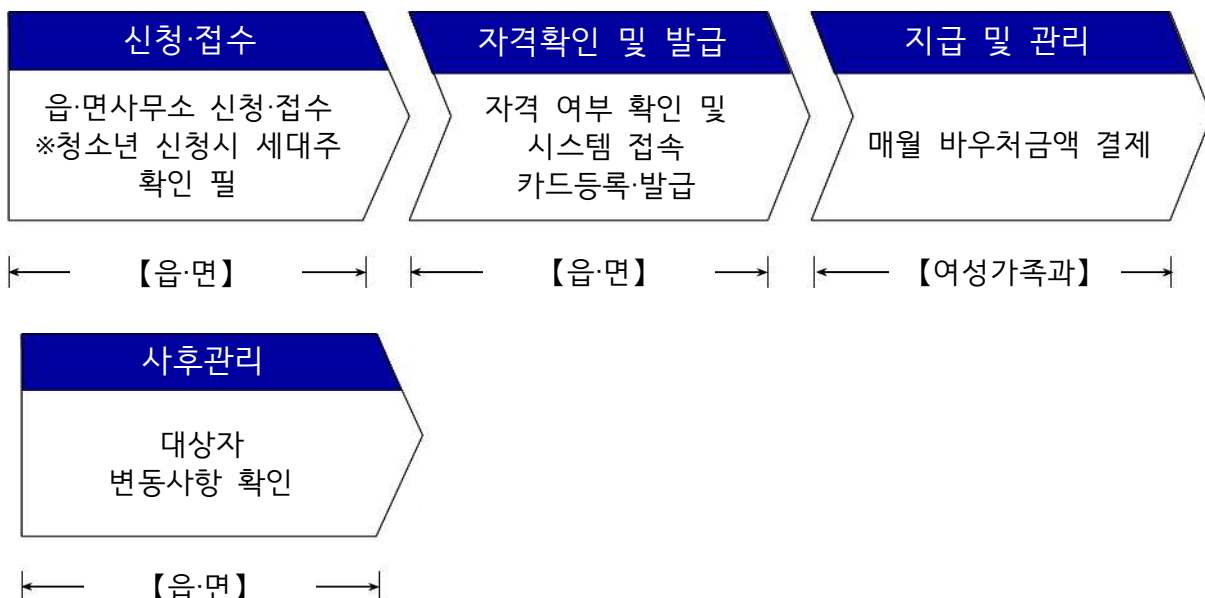 신청·접수
읍·면사무소 신청·접수
※청소년 신청시 세대주
확인 필
【읍·면】
자격확인 및 발급
자격 여부 확인 및
시스템 접속
카드등록·발급
【읍·면】
지급 및 관리
매월 바우처금액 결제
【여성가족과】
사후관리
대상자
변동사항 확인
【읍·면】